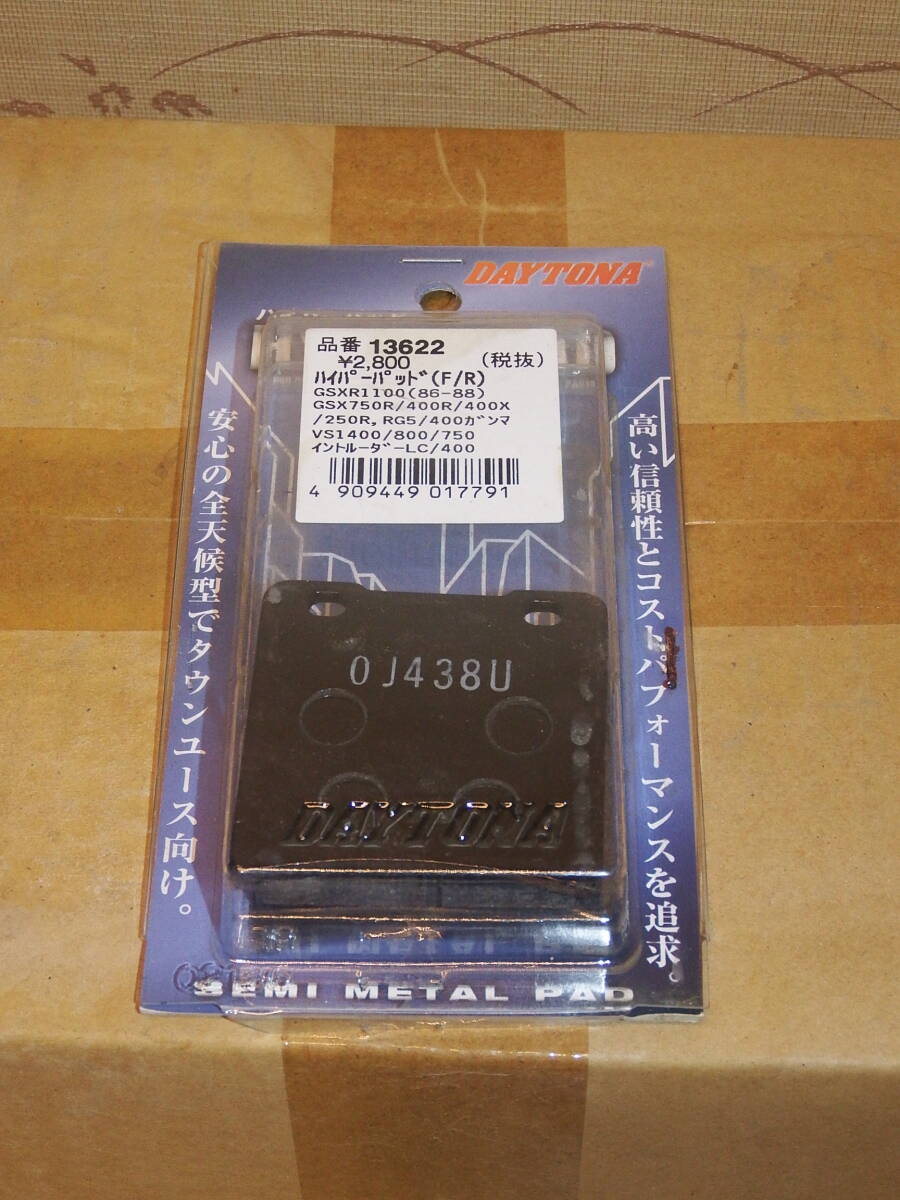 DAYTONA
品番 13622
¥2,800 (税抜)
ﾊｲﾊﾟｰﾊﾟｯﾄﾞ(F/R)
GSXR1100(86-88)
GSX750R/400R/400X
/250R, RG5/400ｶﾞﾝﾏ
VS1400/800/750
ｲﾝﾄﾙｰﾀﾞｰLC/400
4 909449 017791
高い信頼性とコストパフォーマンスを追求。
安心の全天候型でタウンユース向け。
0J438U
DAYTONA
SEMI METAL PAD